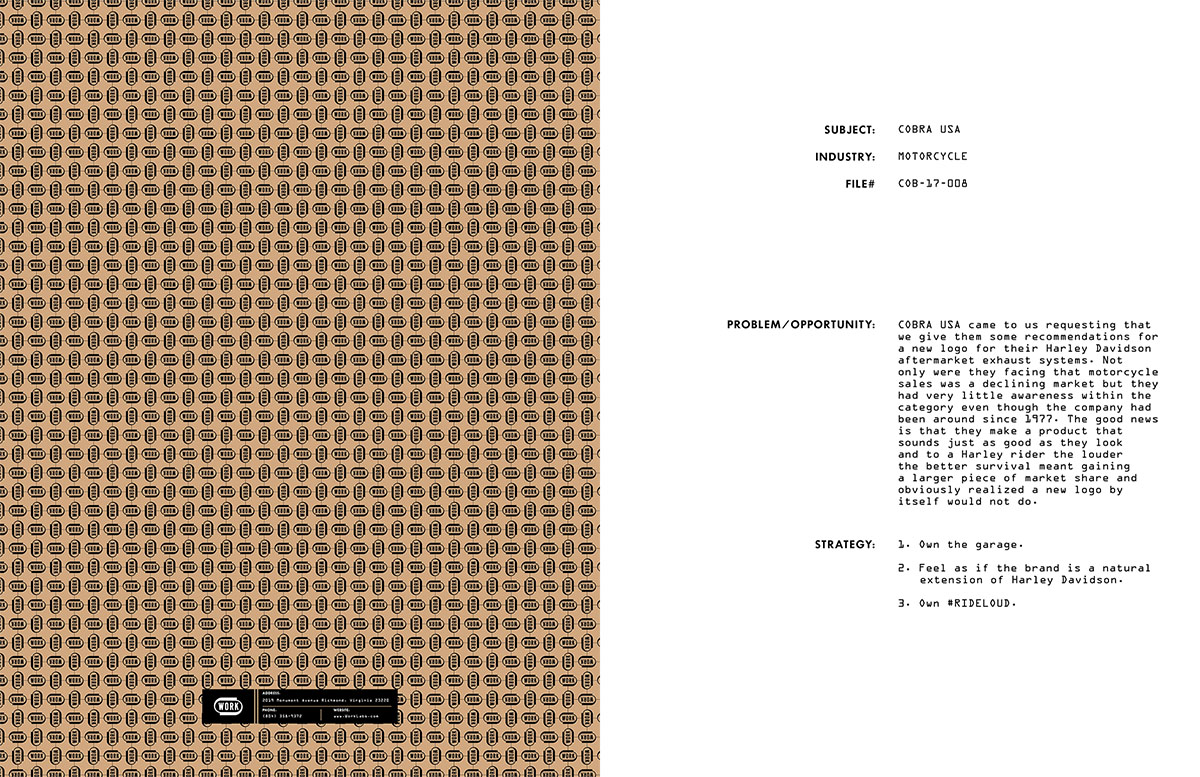 WORK
ADDRESS:
2019 Monument Avenue Richmond, Virginia 23220
PHONE:
WEBSITE:
www.WorkLabs.com
SUBJECT: COBRA USA
INDUSTRY: MOTORCYCLE
FILE# COB-17-008
PROBLEM/OPPORTUNITY: COBRA USA came to us requesting that
we give them some recommendations for
a new logo for their Harley Davidson
aftermarket exhaust systems. Not
only were they facing that motorcycle
sales was a declining market but they
had very little awareness within the
category even though the company had
been around since 1977. The good news
is that they make a product that
sounds just as good as they look
and to a Harley rider the louder
the better survival meant gaining
a larger piece of market share and
obviously realized a new logo by
itself would not do.
STRATEGY: 1. Own the garage.
2. Feel as if the brand is a natural
extension of Harley Davidson.
3. Own #RIDELOUD.